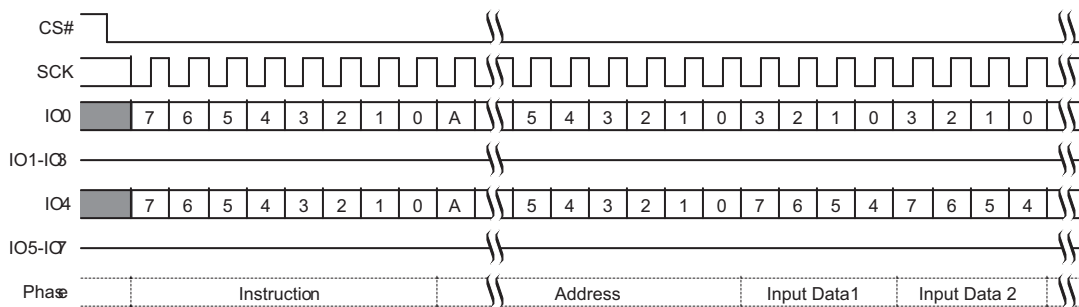 CS#
SCK
IO0 7 6 5 4 3 2 1 0 A 5 4 3 2 1 0 3 2 1 0 3 2 1 0
IO1-IO3
IO4 7 6 5 4 3 2 1 0 A 5 4 3 2 1 0 7 6 5 4 7 6 5 4
IO5-IO7
Phase Instruction Address Input Data1 Input Data 2